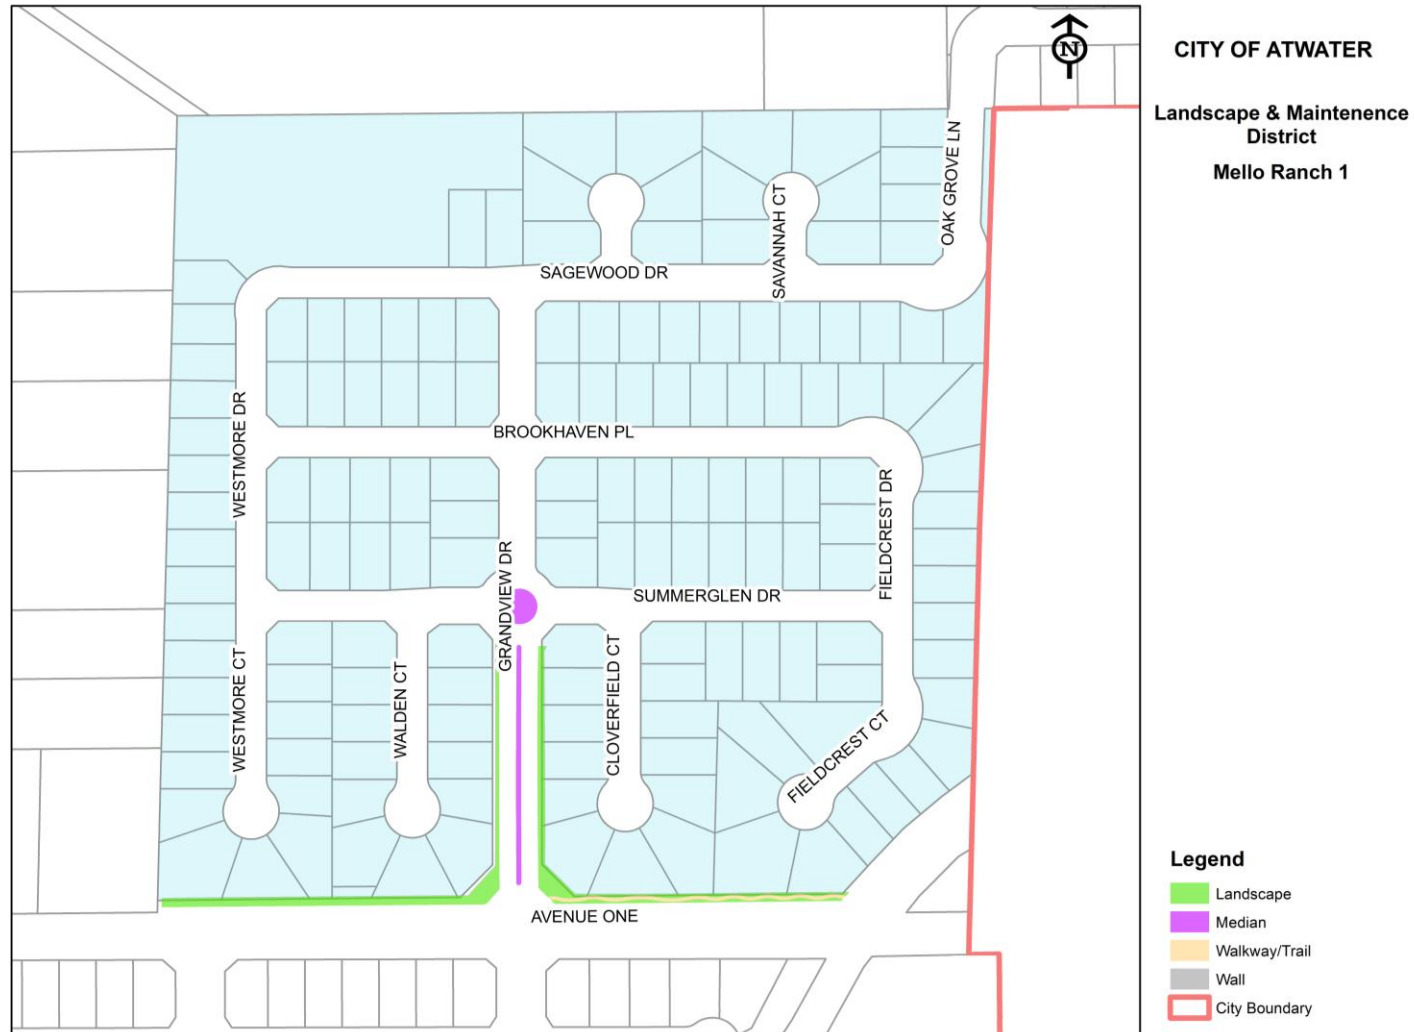 N
CITY OF ATWATER
Landscape & Maintenence
District
Mello Ranch 1
OAK GROVE LN
SAVANNAH CT
SAGEWOOD DR
WESTMORE DR
BROOKHAVEN PL
FIELDCREST DR
GRANDVIEW DR
SUMMERGLEN DR
WESTMORE CT
WALDEN CT
CLOVERFIELD CT
FIELDCREST CT
AVENUE ONE
Legend
Landscape
Median
Walkway/Trail
Wall
City Boundary